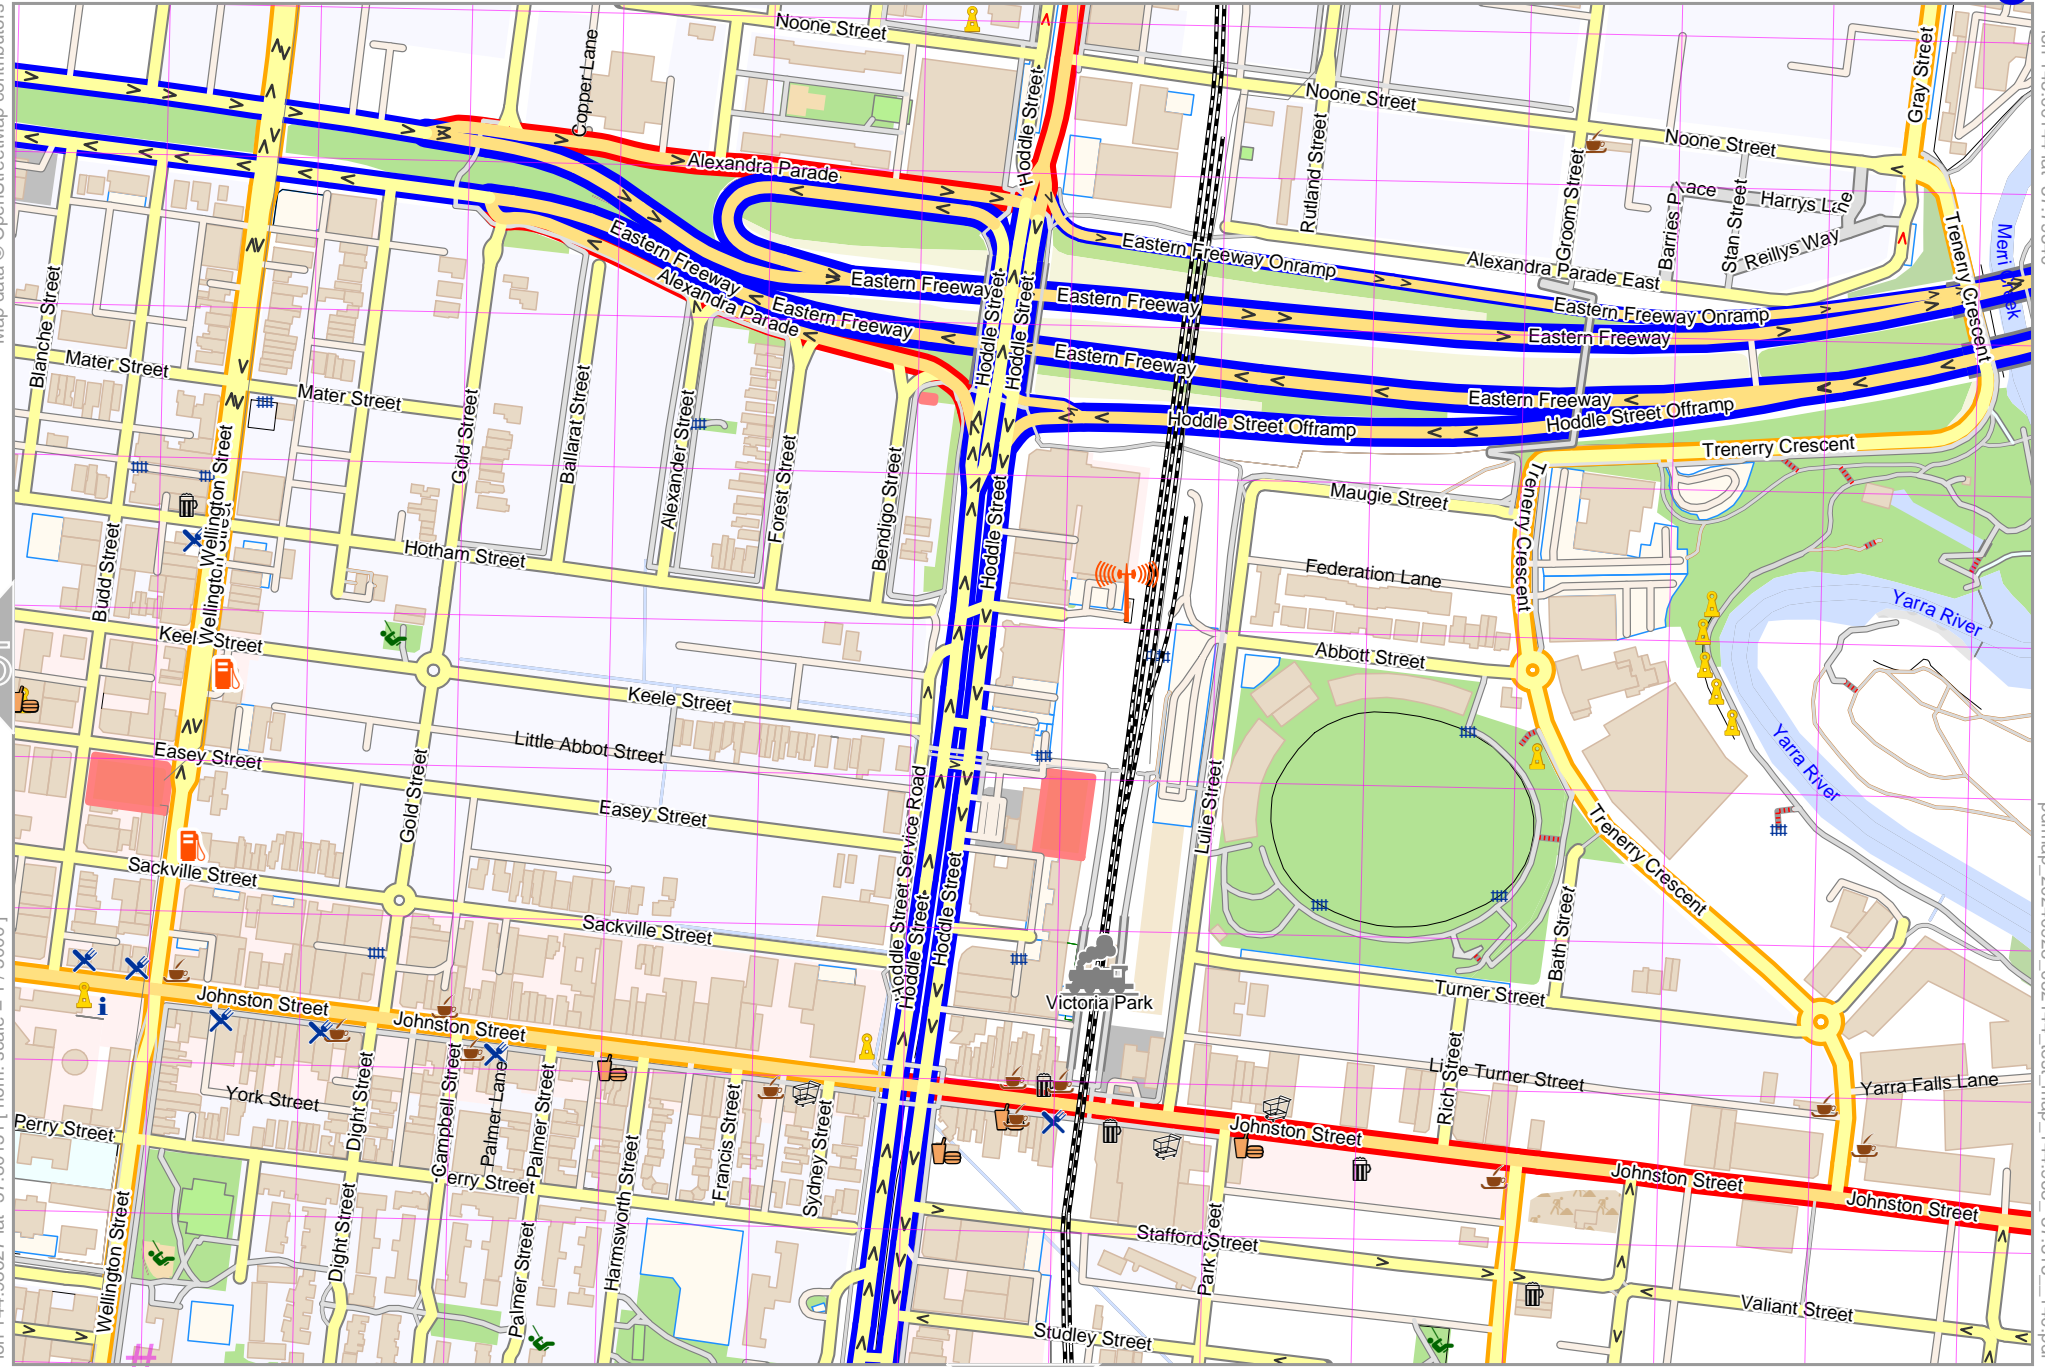 Noone Street
Copper Lane
Hoddle Street
Noone Street
Gray Street
Noone Street
Alexandra Parade
Hoddle Street
Rutland Street
Groom Street
Barries Place
Harrys Lane
Stan Street
Reillys Way
Trenerry Crescent
Merri Creek
Eastern Freeway
Alexandra Parade
Eastern Freeway
Eastern Freeway
Eastern Freeway Onramp
Alexandra Parade East
Eastern Freeway Onramp
Eastern Freeway
Eastern Freeway
Eastern Freeway
Eastern Freeway
Hoddle Street Offramp
Hoddle Street Offramp
Hoddle Street
Hoddle Street
Blanche Street
Mater Street
Mater Street
Gold Street
Ballarat Street
Alexander Street
Forest Street
Bendigo Street
Hoddle Street
Trenerry Crescent
Maugie Street
Trenerry Crescent
Wellington Street
Wellington Street
Budd Street
Hotham Street
Federation Lane
Yarra River
Keele Street
Abbott Street
Keele Street
Easey Street
Little Abbot Street
Gold Street
Easey Street
Hoddle Street Service Road
Hoddle Street
Hoddle Street
Lulie Street
Trenerry Crescent
Yarra River
Sackville Street
Sackville Street
Bath Street
Victoria Park
Turner Street
Johnston Street
Johnston Street
Rich Street
Little Turner Street
Yarra Falls Lane
York Street
Dight Street
Campbell Street
Palmer Lane
Palmer Street
Francis Street
Sydney Street
Harmsworth Street
Perry Street
Perry Street
Johnston Street
Johnston Street
Johnston Street
Wellington Street
Dight Street
Palmer Street
Stafford Street
Park Street
Valiant Street
Studley Street